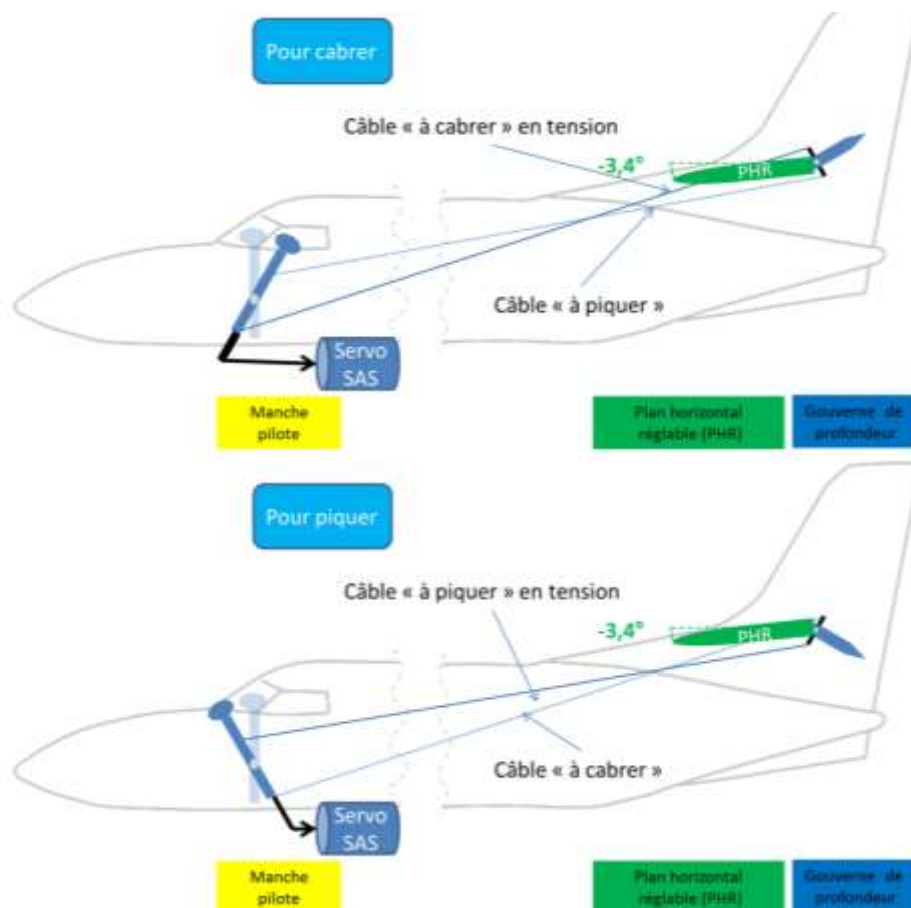 Pour cabrer
Câble « à cabrer » en tension
-3,4°
PHR
Câble « à piquer »
Servo
SAS
Manche
pilote
Plan horizontal
réglable (PHR)
Gouverne de
profondeur
Pour piquer
Câble « à piquer » en tension
-3,4°
PHR
Câble « à cabrer »
Servo
SAS
Manche
pilote
Plan horizontal
réglable (PHR)
Gouverne de
profondeur